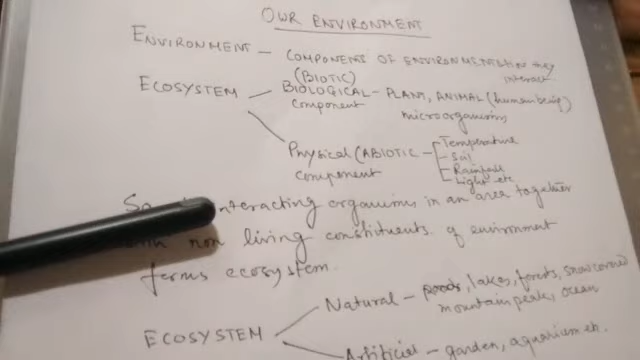 OUR ENVIRONMENT
ENVIRONMENT - COMPONENTS OF ENVIRONMENT they interact
ECOSYSTEM
(BIOTIC)
BIOLOGICAL - PLANT, ANIMAL (human being)
component microorganisms
Physical (ABIOTIC - Temperature
component
- Soil
- Rainfall
- Light etc
interacting organisms in an area together
non living constituents of environment
forms ecosystem.
ECOSYSTEM
Natural - ponds, lakes, forests, mountain peaks, ocean
Artificial - garden, aquarium etc.